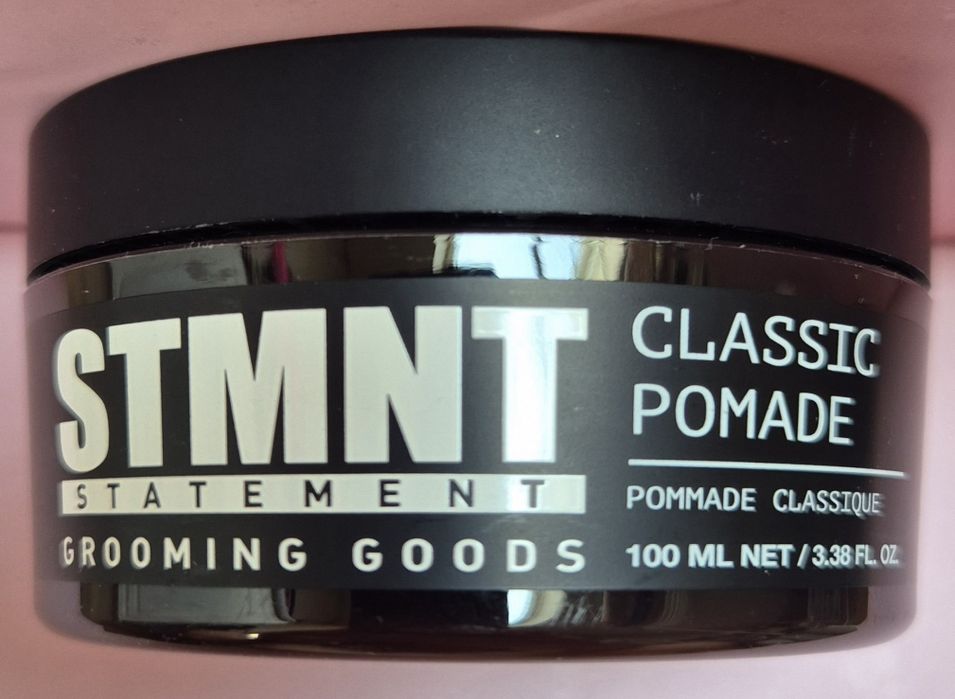 STMNT
STATEMENT
GROOMING GOODS
CLASSIC
POMADE
POMMADE CLASSIQUE
100 ML NET / 3.38 FL. OZ.